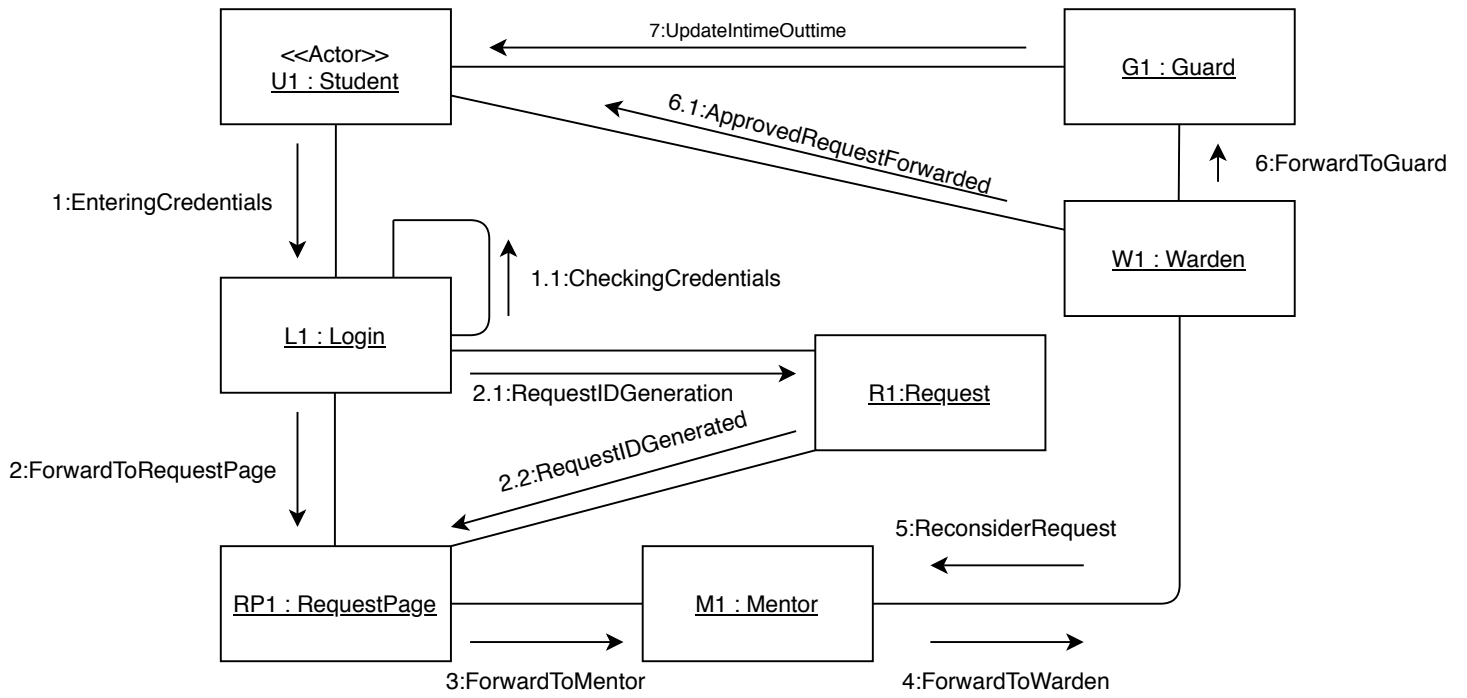 <<Actor>>
U1 : Student
7:UpdateIntimeOuttime
G1 : Guard
6.1:ApprovedRequestForwarded
6:ForwardToGuard
1:EnteringCredentials
W1 : Warden
1.1:CheckingCredentials
L1 : Login
2.1:RequestIDGeneration
R1:Request
2.2:RequestIDGenerated
2:ForwardToRequestPage
5:ReconsiderRequest
RP1 : RequestPage
M1 : Mentor
3:ForwardToMentor
4:ForwardToWarden